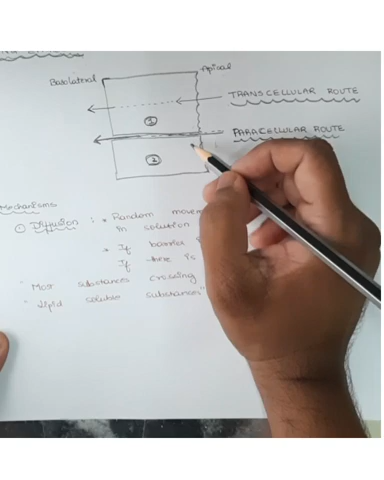 Basolateral
Apical
TRANSCELLULAR ROUTE
1
PARACELLULAR ROUTE
2
Mechanisms
① Diffusion : → Random move
in solution
→ If barrier
If there is
" Most substances crossing
" lipid soluble substances"